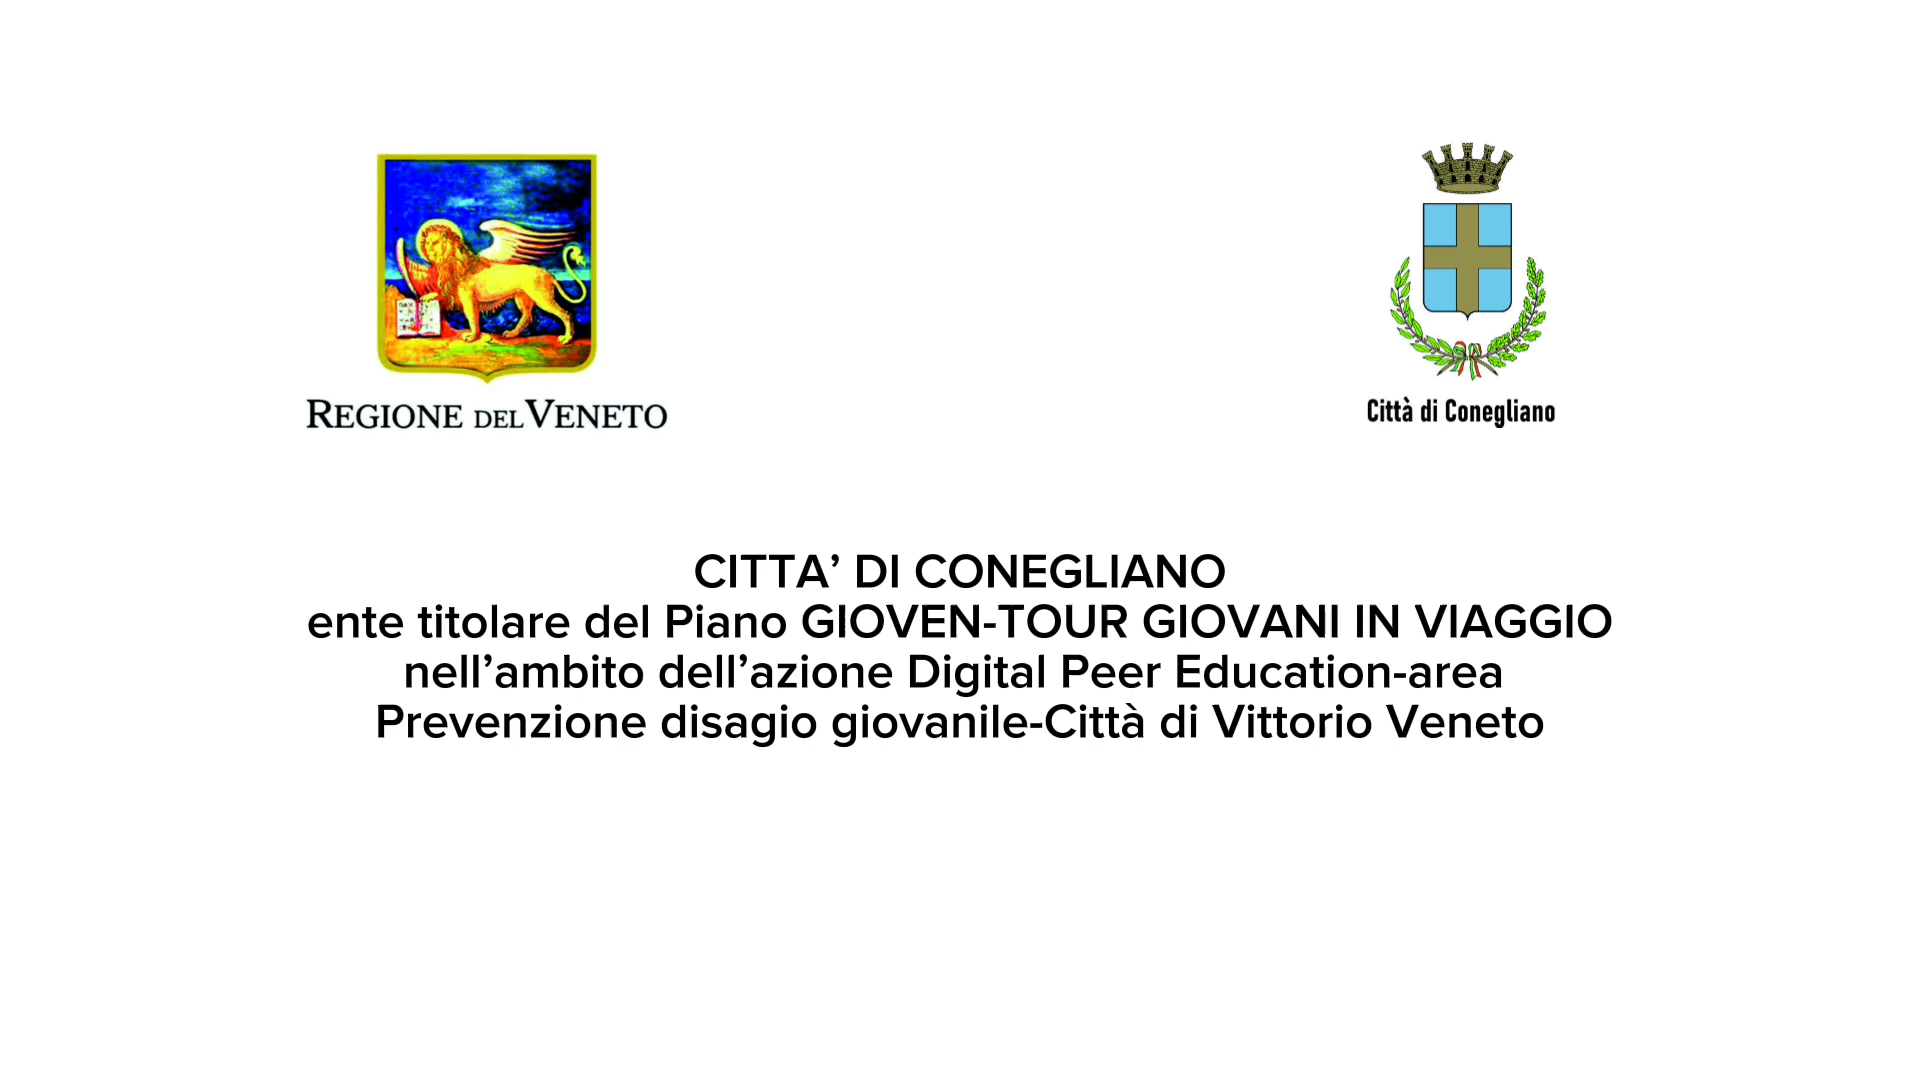 REGIONE DEL VENETO
Città di Conegliano
CITTA’ DI CONEGLIANO
ente titolare del Piano GIOVEN-TOUR GIOVANI IN VIAGGIO
nell’ambito dell’azione Digital Peer Education-area
Prevenzione disagio giovanile-Città di Vittorio Veneto